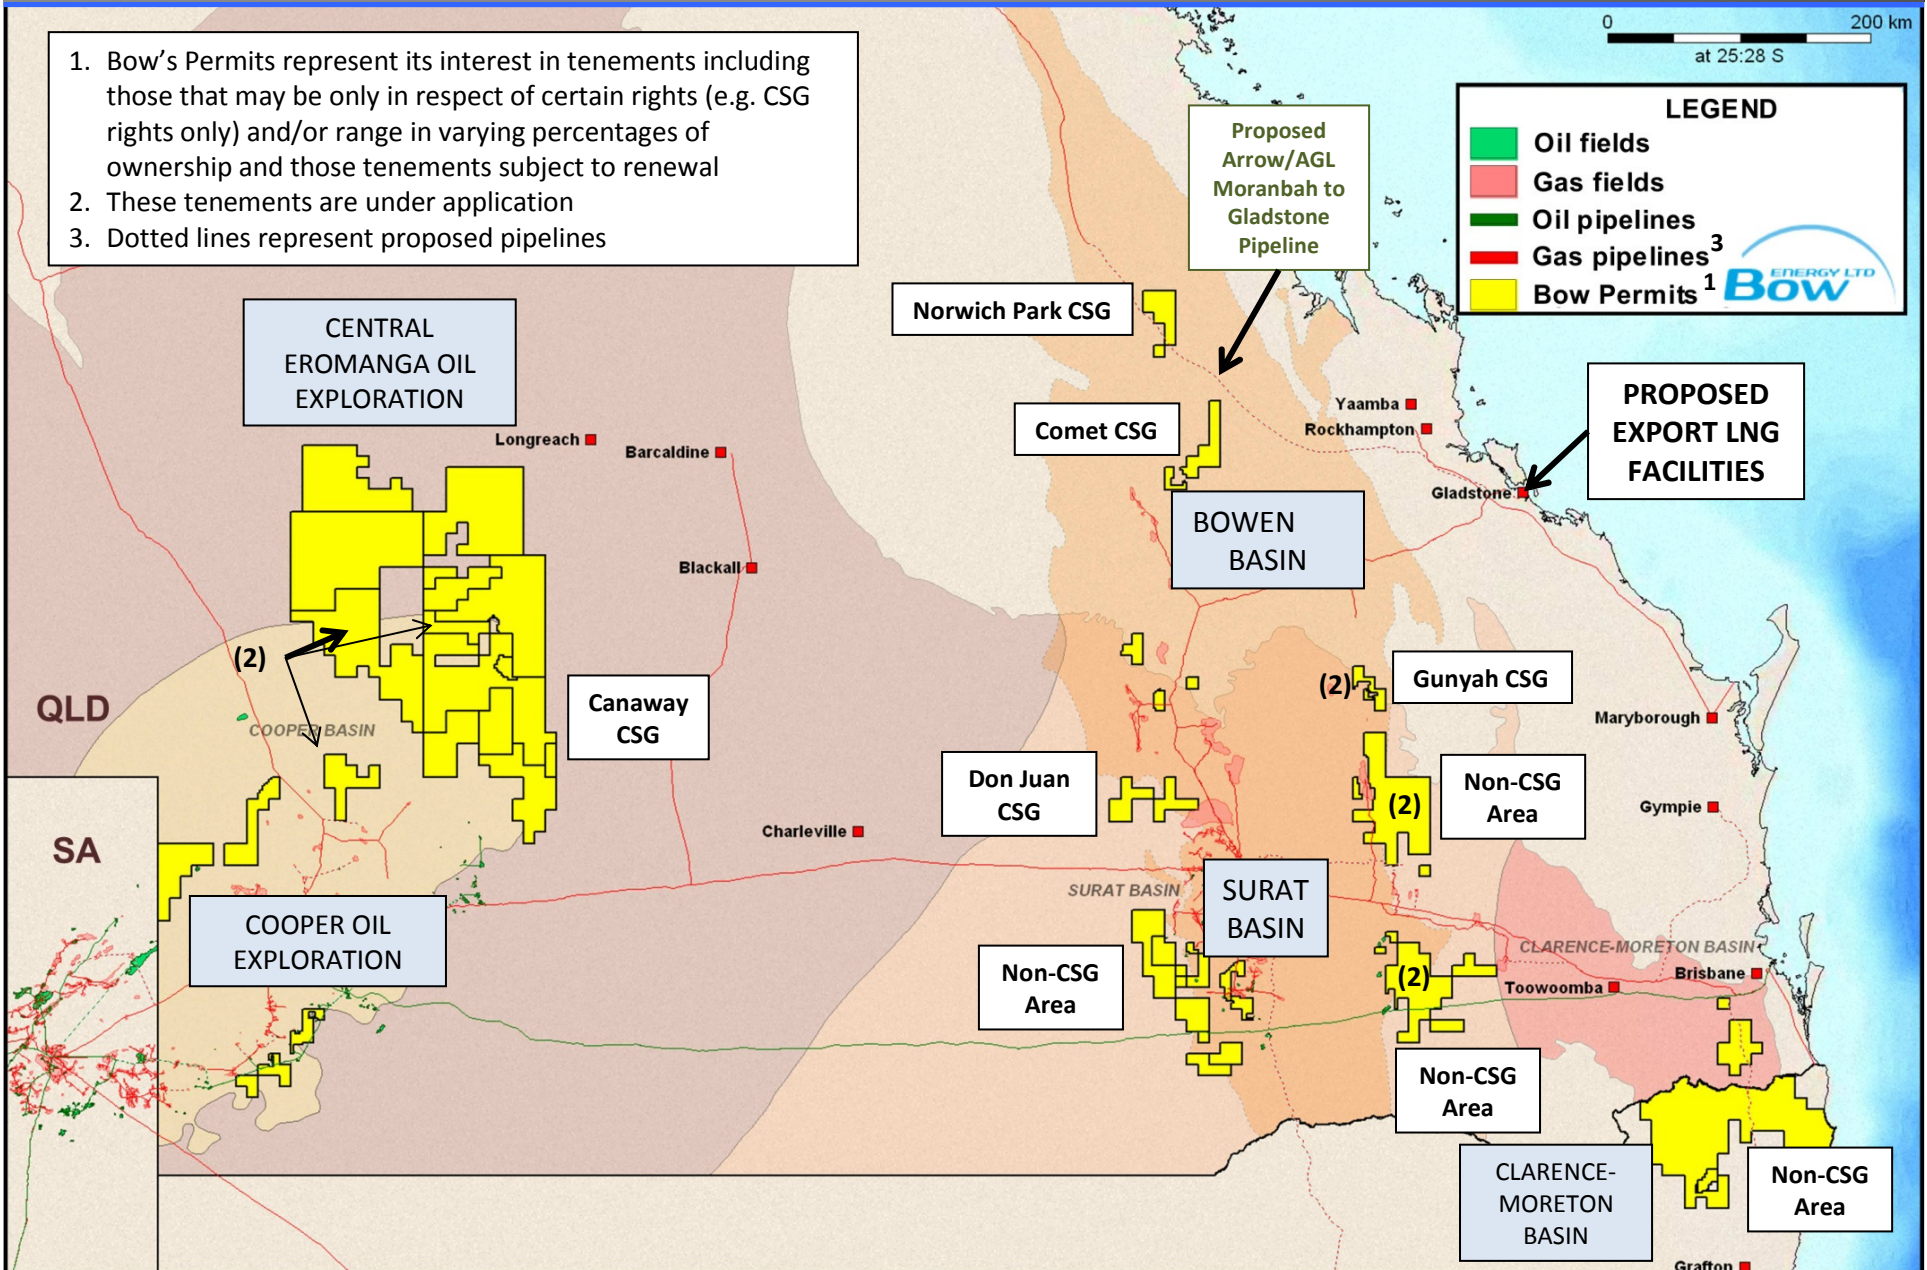 0 200 km
at 25:28 S
1. Bow's Permits represent its interest in tenements including
those that may be only in respect of certain rights (e.g. CSG
rights only) and/or range in varying percentages of
ownership and those tenements subject to renewal
2. These tenements are under application
3. Dotted lines represent proposed pipelines
LEGEND
Oil fields
Gas fields
Oil pipelines
Gas pipelines3
Bow Permits1
ENERGY LTD
BOW
Proposed
Arrow/AGL
Moranbah to
Gladstone
Pipeline
Norwich Park CSG
CENTRAL
EROMANGA OIL
EXPLORATION
Comet CSG
Yaamba
Rockhampton
PROPOSED
EXPORT LNG
FACILITIES
Longreach
Barcaldine
Gladstone
BOWEN
BASIN
Blackall
(2)
QLD
COOPER BASIN
Canaway
CSG
(2)
Gunyah CSG
Maryborough
Don Juan
CSG
Non-CSG
Area
(2)
Gympie
SA
Charleville
SURAT BASIN
SURAT
BASIN
COOPER OIL
EXPLORATION
CLARENCE-MORETON BASIN
Brisbane
Toowoomba
Non-CSG
Area
(2)
Non-CSG
Area
CLARENCE-
MORETON
BASIN
Non-CSG
Area
Grafton